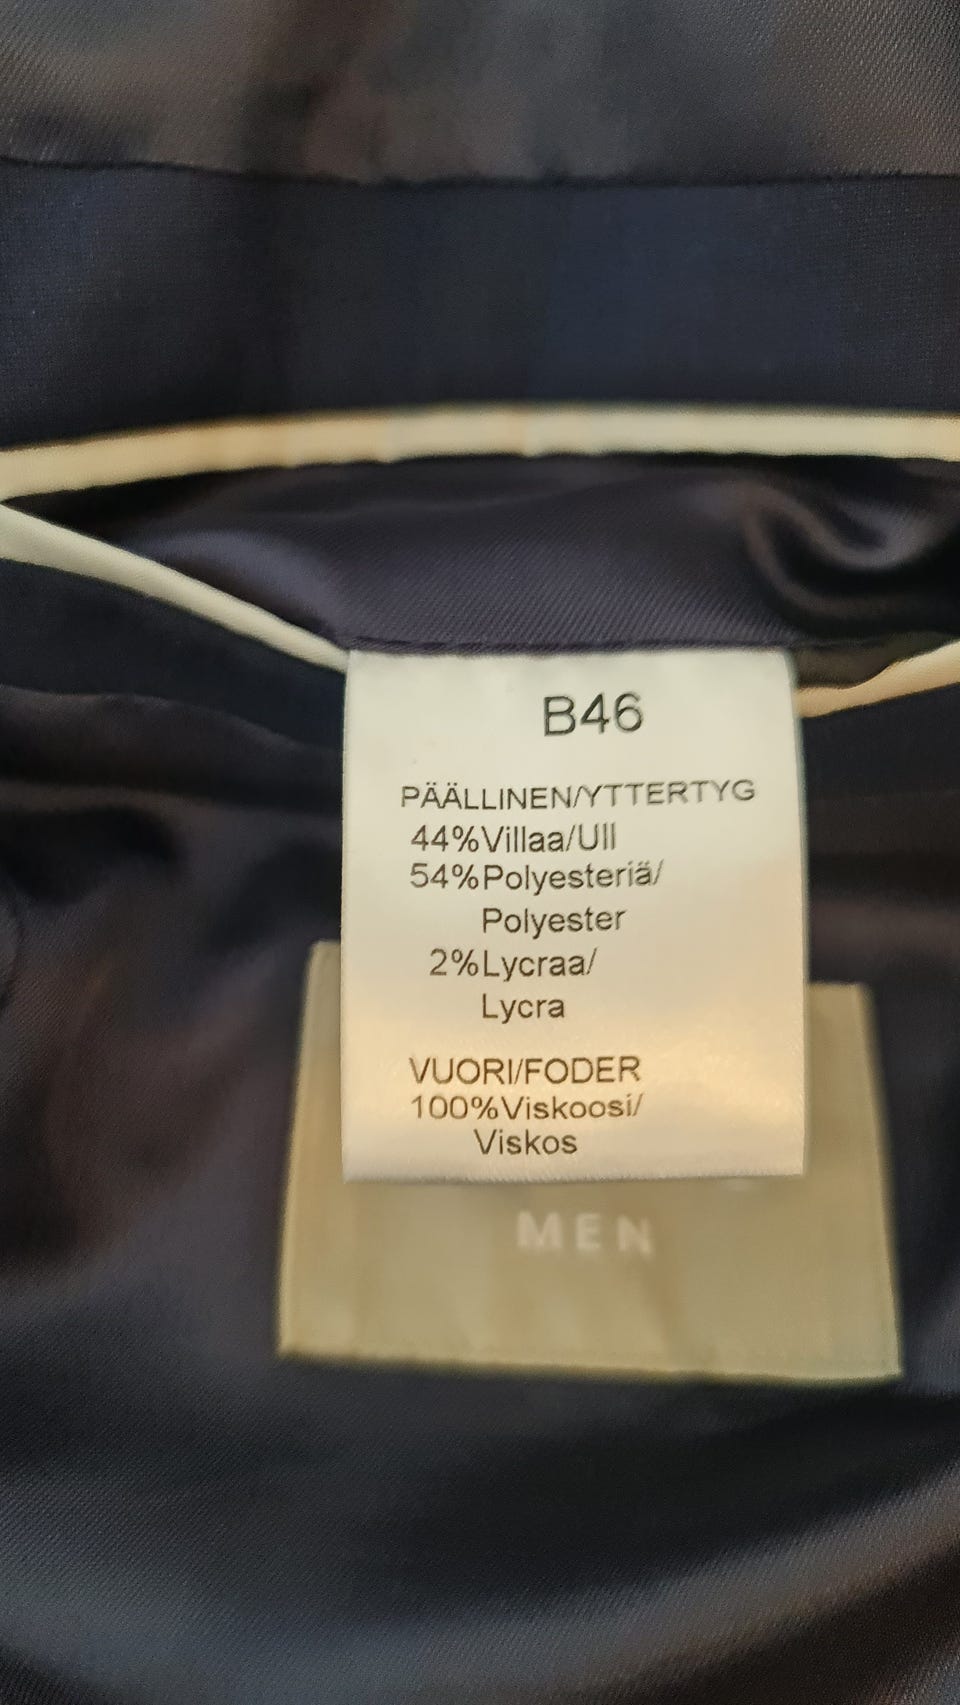 B46
PÄÄLLINEN/YTTERTYG
44%Villaa/Ull
54%Polyesteriä/
Polyester
2%Lycraa/
Lycra
VUORI/FODER
100%Viskoosi/
Viskos
MEN